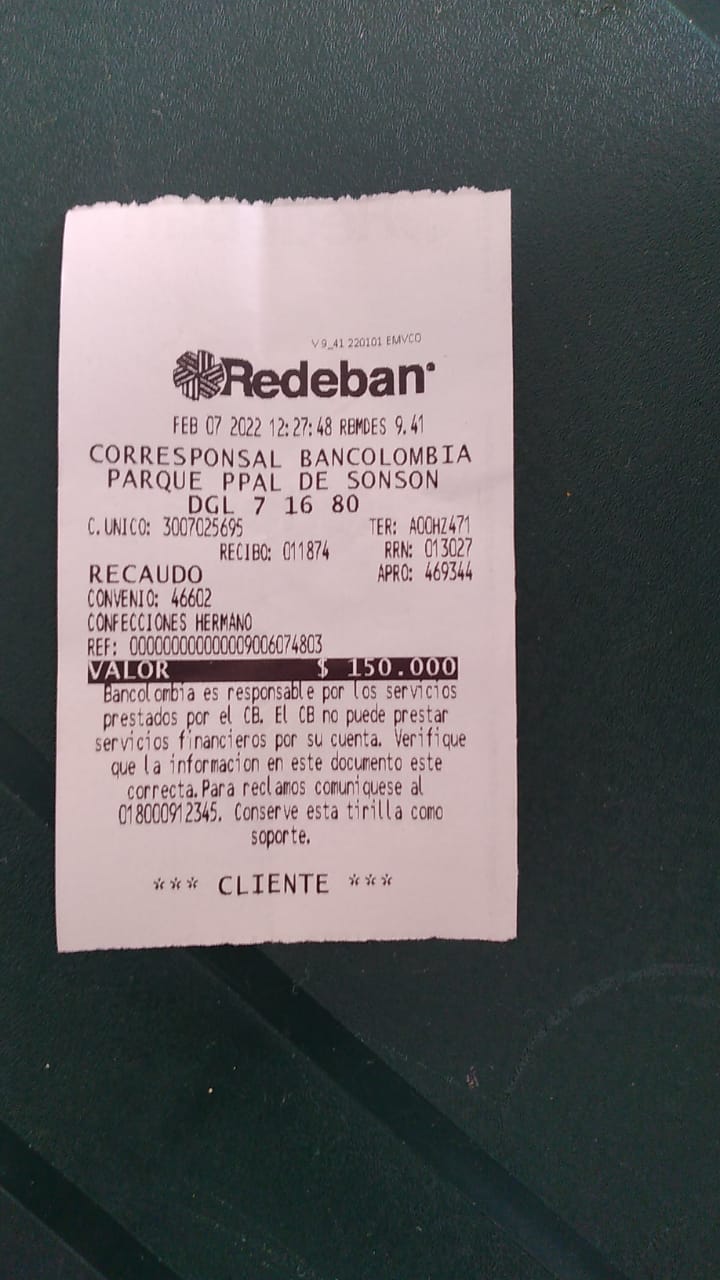 V 9_41 220101 EMVCO
Redeban
FEB 07 2022 12:27:48 RBMDES 9.41
CORRESPONSAL BANCOLOMBIA
PARQUE PPAL DE SONSON
DGL 7 16 80
C. UNICO: 3007025695 TER: A00HZ471
RECIBO: 011874 RRN: 013027
RECAUDO APRO: 469344
CONVENIO: 46602
CONFECCIONES HERMANO
REF: 000000000000009006074803
VALOR $ 150.000
Bancolombia es responsable por los servicios
prestados por el CB. El CB no puede prestar
servicios financieros por su cuenta. Verifique
que la informacion en este documento este
correcta. Para reclamos comuniquese al
018000912345. Conserve esta tirilla como
soporte.
*** CLIENTE ***